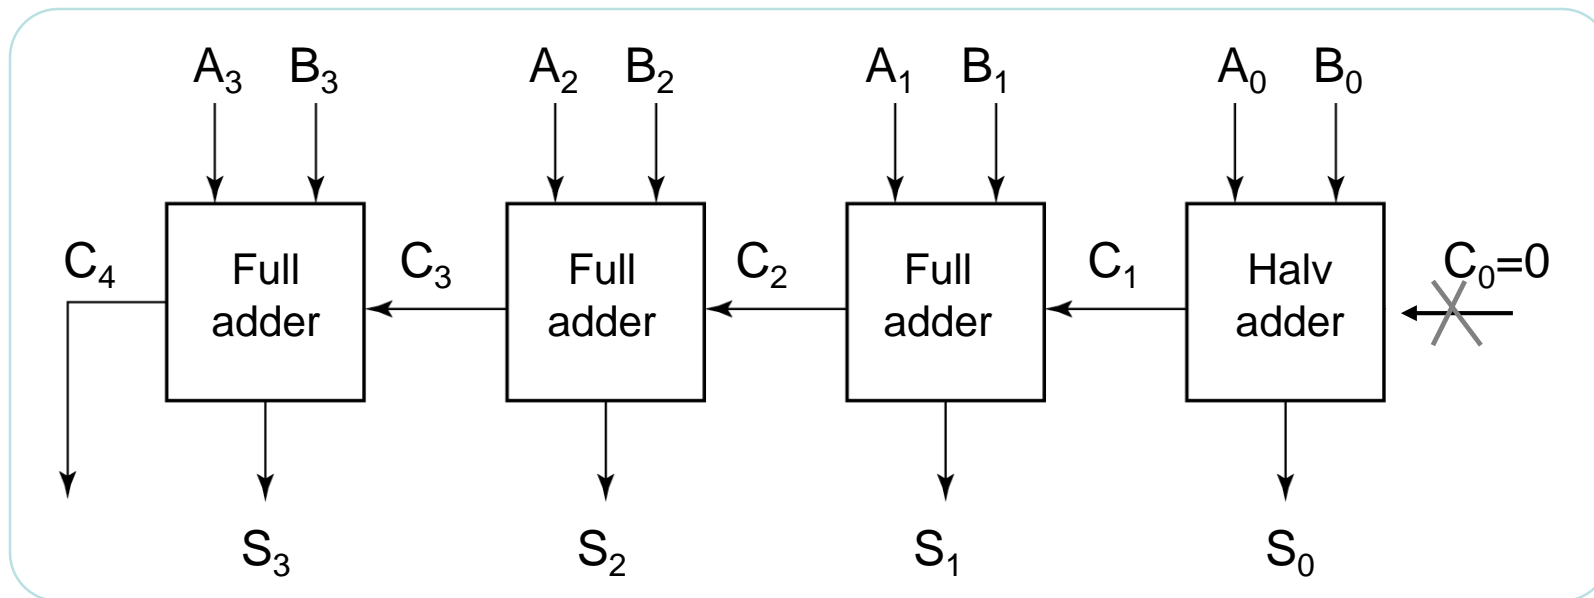 A₃ B₃ A₂ B₂ A₁ B₁ A₀ B₀
C₄ Full adder C₃ Full adder C₂ Full adder C₁ Halv adder C₀=0
S₃ S₂ S₁ S₀